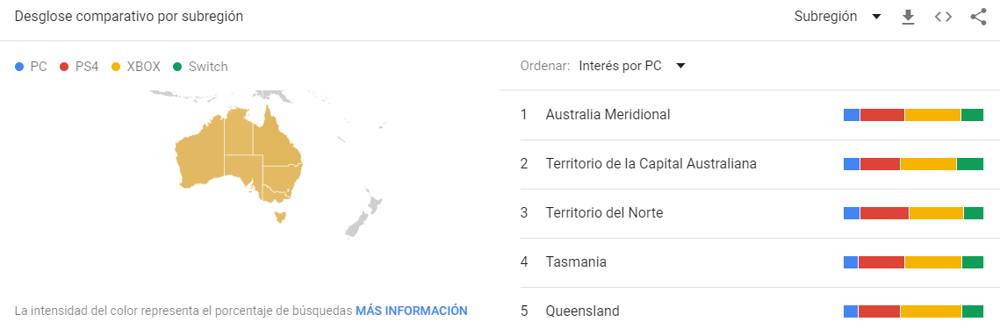 Desglose comparativo por subregión
Subregión
PC PS4 XBOX Switch
Ordenar: Interés por PC
1 Australia Meridional
2 Territorio de la Capital Australiana
3 Territorio del Norte
4 Tasmania
5 Queensland
La intensidad del color representa el porcentaje de búsquedas MÁS INFORMACIÓN